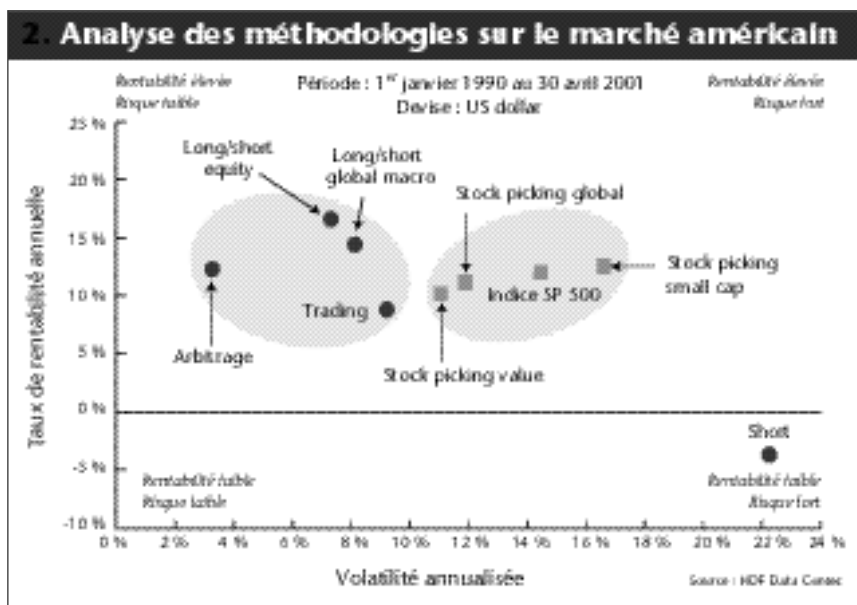 2. Analyse des méthodologies sur le marché américain
Rentabilité élevée
Risque faible
Période : 1er janvier 1990 au 30 avril 2001
Devise : US dollar
Rentabilité élevée
Risque fort
25 %
20 %
15 %
10 %
5 %
0 %
-5 %
-10 %
Taux de rentabilité annuelle
Long/short
equity
Long/short
global macro
Stock picking global
Stock picking
small cap
Indice SP 500
Trading
Arbitrage
Stock picking value
Short
Rentabilité faible
Risque faible
Rentabilité faible
Risque fort
0 % 2 % 4 % 6 % 8 % 10 % 12 % 14 % 16 % 18 % 20 % 22 % 24 %
Volatilité annualisée
Source : HDF Data Center